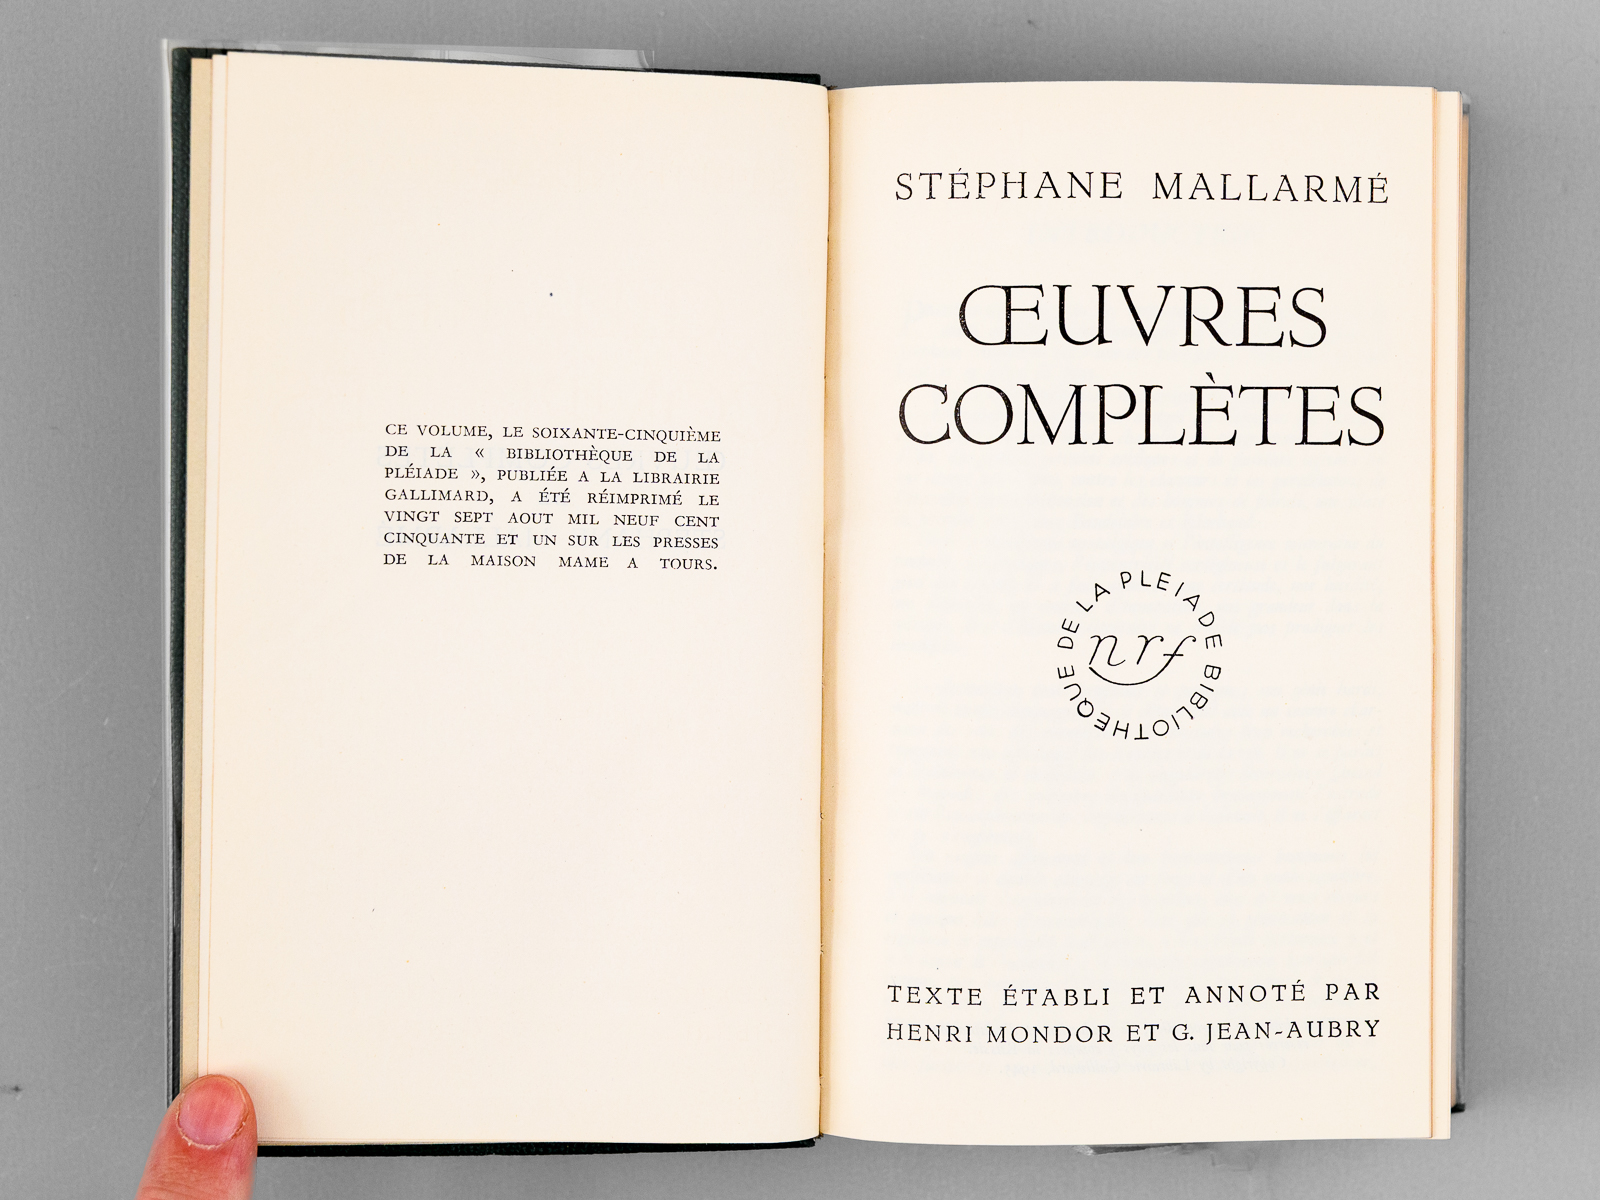 CE VOLUME, LE SOIXANTE-CINQUIÈME
DE LA « BIBLIOTHÈQUE DE LA
PLÉIADE », PUBLIÉE A LA LIBRAIRIE
GALLIMARD, A ÉTÉ RÉIMPRIMÉ LE
VINGT SEPT AOUT MIL NEUF CENT
CINQUANTE ET UN SUR LES PRESSES
DE LA MAISON MAME A TOURS.
STÉPHANE MALLARMÉ
ŒUVRES
COMPLÈTES
BIBLIOTHEQUE DE LA PLEIADE
nrf
TEXTE ÉTABLI ET ANNOTÉ PAR
HENRI MONDOR ET G. JEAN-AUBRY